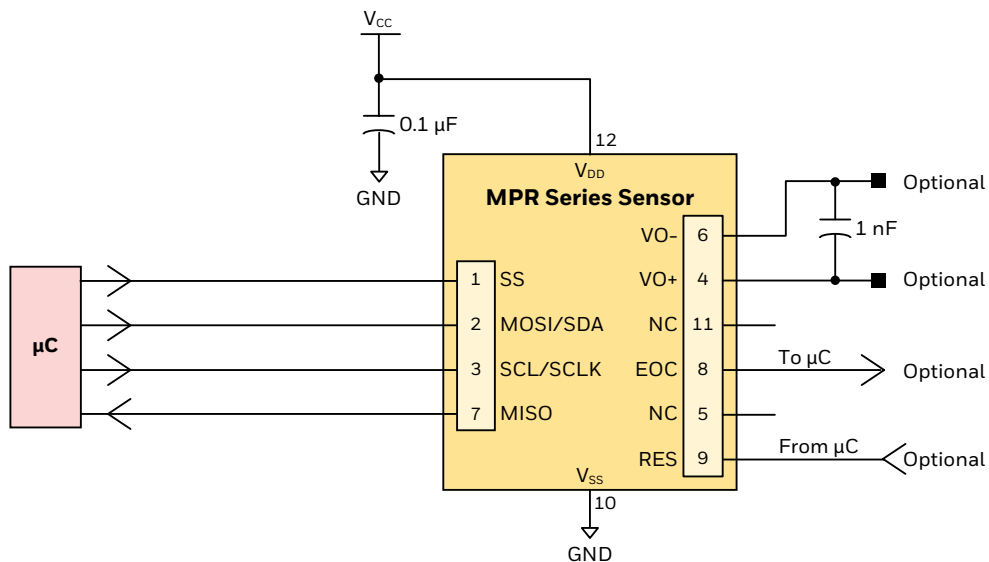 VCC
0.1 µF
GND
12
VDD
MPR Series Sensor
µC
1 SS
2 MOSI/SDA
3 SCL/SCLK
7 MISO
VO- 6
VO+ 4
NC 11
EOC 8
NC 5
RES 9
Optional
1 nF
Optional
To µC
Optional
From µC
Optional
VSS
10
GND